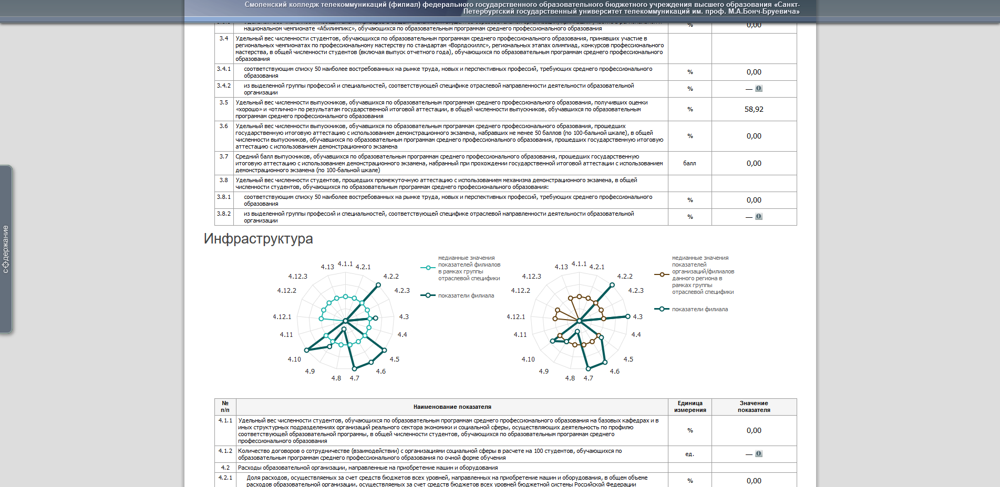 Смоленский колледж телекоммуникаций (филиал) федерального государственного образовательного бюджетного учреждения высшего образования «Санкт-
Петербургский государственный университет телекоммуникаций им. проф. М.А.Бонч-Бруевича»
% 0,00
национальном чемпионате «Абилимпикс», обучающихся по образовательным программам среднего профессионального образования
3.4 Удельный вес численности студентов, обучающихся по образовательным программам среднего профессионального образования, принявших участие в
региональных чемпионатах по профессиональному мастерству по стандартам «Ворлдскиллс», региональных этапах олимпиад, конкурсов профессионального
мастерства, в общей численности студентов (включая выпуск отчетного года), обучающихся по образовательным программам среднего профессионального
образования
3.4.1 соответствующим списку 50 наиболее востребованных на рынке труда, новых и перспективных профессий, требующих среднего профессионального
образования
% 0,00
3.4.2 из выделенной группы профессий и специальностей, соответствующей специфике отраслевой направленности деятельности образовательной
организации
% —
3.5 Удельный вес численности выпускников, обучавшихся по образовательным программам среднего профессионального образования, получивших оценки
«хорошо» и «отлично» по результатам государственной итоговой аттестации, в общей численности выпускников, обучавшихся по образовательным
программам среднего профессионального образования
% 58,92
3.6 Удельный вес численности выпускников, обучавшихся по образовательным программам среднего профессионального образования, прошедших
государственную итоговую аттестацию с использованием демонстрационного экзамена, набравших не менее 50 баллов (по 100-бальной шкале), в общей
численности выпускников, обучавшихся по образовательным программам среднего профессионального образования, прошедших государственную итоговую
аттестацию с использованием демонстрационного экзамена
% 0,00
3.7 Средний балл выпускников, обучавшихся по образовательным программам среднего профессионального образования, прошедших государственную
итоговую аттестацию с использованием демонстрационного экзамена, набранный при прохождении государственной итоговой аттестации с использованием
демонстрационного экзамена (по 100-бальной шкале)
балл 0,00
3.8 Удельный вес численности студентов, прошедших промежуточную аттестацию с использованием механизма демонстрационного экзамена, в общей
численности студентов, обучающихся по образовательным программам среднего профессионального образования:
3.8.1 соответствующим списку 50 наиболее востребованных на рынке труда, новых и перспективных профессий, требующих среднего профессионального
образования
% 0,00
3.8.2 из выделенной группы профессий и специальностей, соответствующей специфике отраслевой направленности деятельности образовательной
организации
% —
содержание
Инфраструктура
4.1.1
4.2.1
4.2.2
4.2.3
4.3
4.4
4.5
4.6
4.7
4.8
4.9
4.10
4.11
4.12.1
4.12.2
4.12.3
4.13
медианные значения
показателей филиалов
в рамках группы
отраслевой специфики
показатели филиала
4.1.1
4.2.1
4.2.2
4.2.3
4.3
4.4
4.5
4.6
4.7
4.8
4.9
4.10
4.11
4.12.1
4.12.2
4.12.3
4.13
медианные значения
показателей
организаций/филиалов
данного региона в
рамках группы
отраслевой специфики
показатели филиала
№
п/п
Наименование показателя
Единица
измерения
Значение
показателя
4.1.1 Удельный вес численности студентов, обучающихся по образовательным программам среднего профессионального образования на базовых кафедрах и в
иных структурных подразделениях организаций реального сектора экономики и социальной сферы, осуществляющих деятельность по профилю
соответствующей образовательной программы, в общей численности студентов, обучающихся по образовательным программам среднего
профессионального образования
% 0,00
4.1.2 Количество договоров о сотрудничестве (взаимодействии) с организациями социальной сферы в расчете на 100 студентов, обучающихся по
образовательным программам среднего профессионального образования по очной форме обучения
ед. —
4.2 Расходы образовательной организации, направленные на приобретение машин и оборудования
4.2.1 Доля расходов, осуществляемых за счет средств бюджетов всех уровней, направленных на приобретение машин и оборудования, в общем объеме
расходов образовательной организации, осуществляемых за счет средств бюджетов всех уровней бюджетной системы Российской Федерации
% 0,00